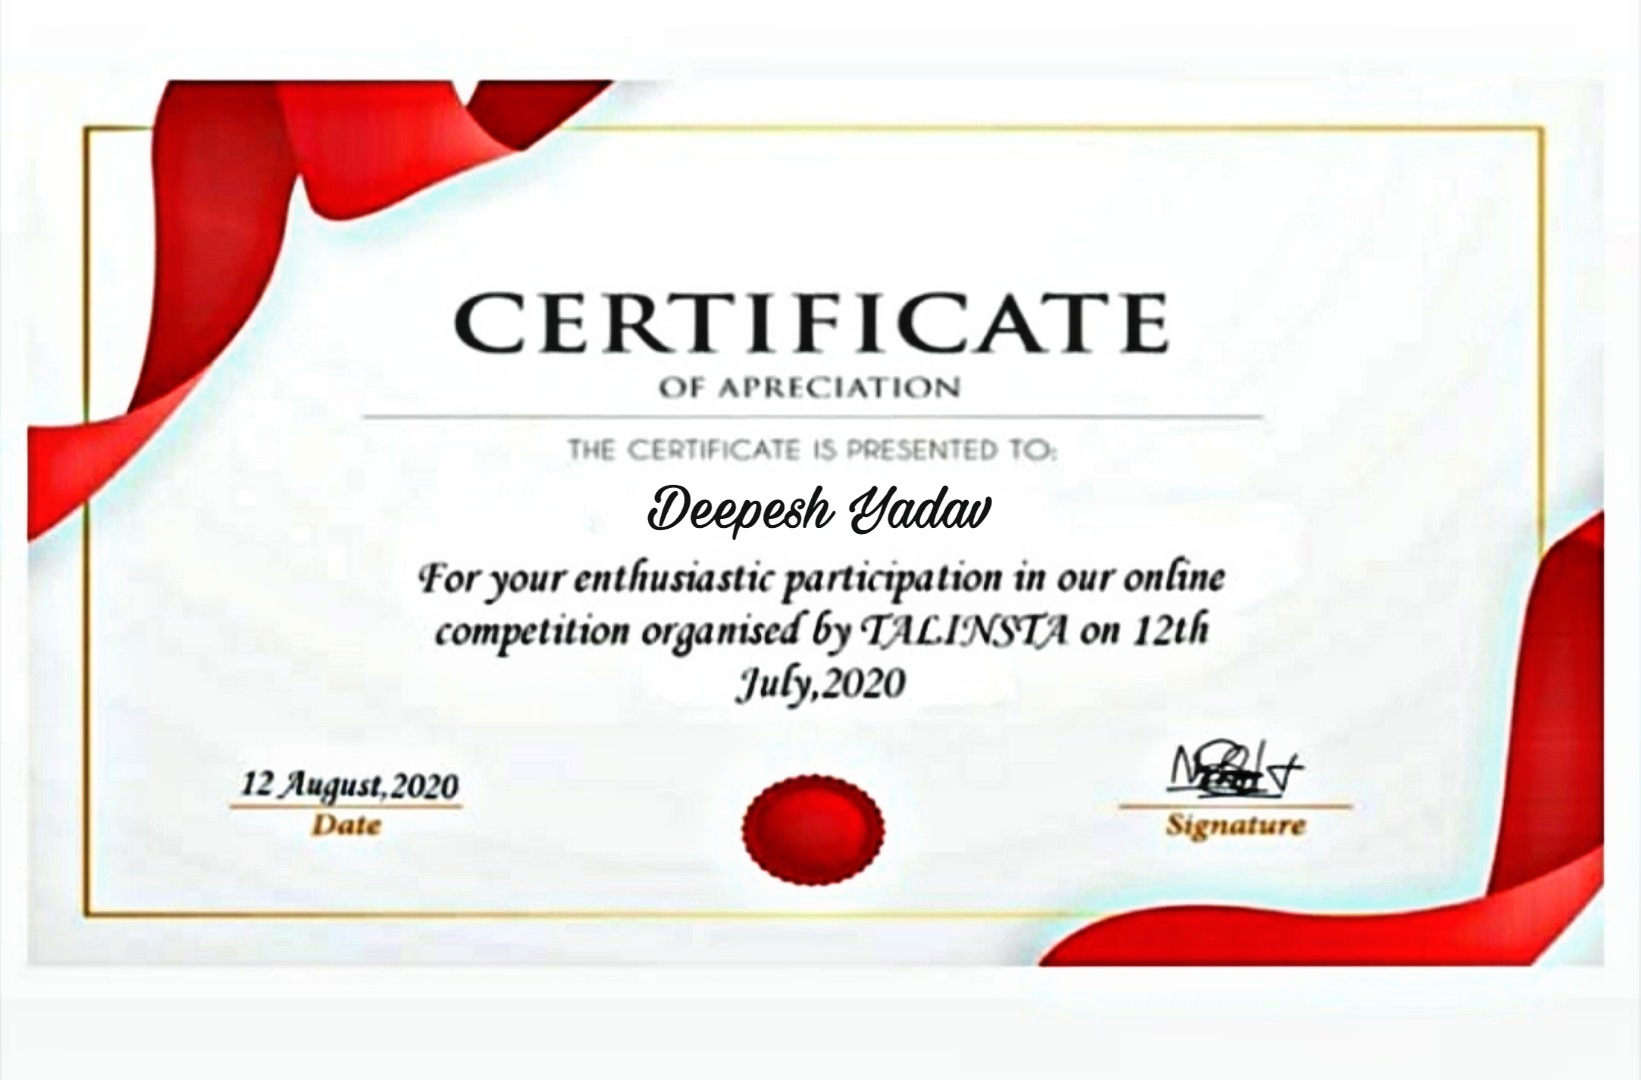 CERTIFICATE
OF APRECIATION
THE CERTIFICATE IS PRESENTED TO:
Deepesh Yadav
For your enthusiastic participation in our online
competition organised by TALINSTA on 12th
July,2020
12 August,2020
Date
Signature